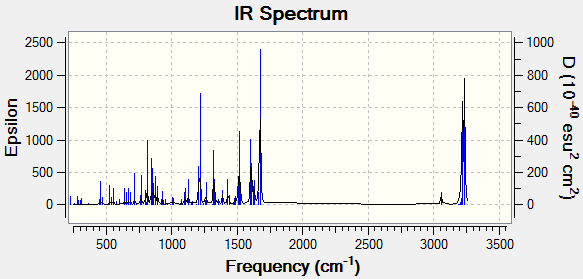 IR Spectrum
2500 1000
2000 800
1500 600
1000 400
500 200
0 0
Epsilon
D (10⁻⁴⁰ esu² cm²)
500 1000 1500 2000 2500 3000 3500
Frequency (cm⁻¹)